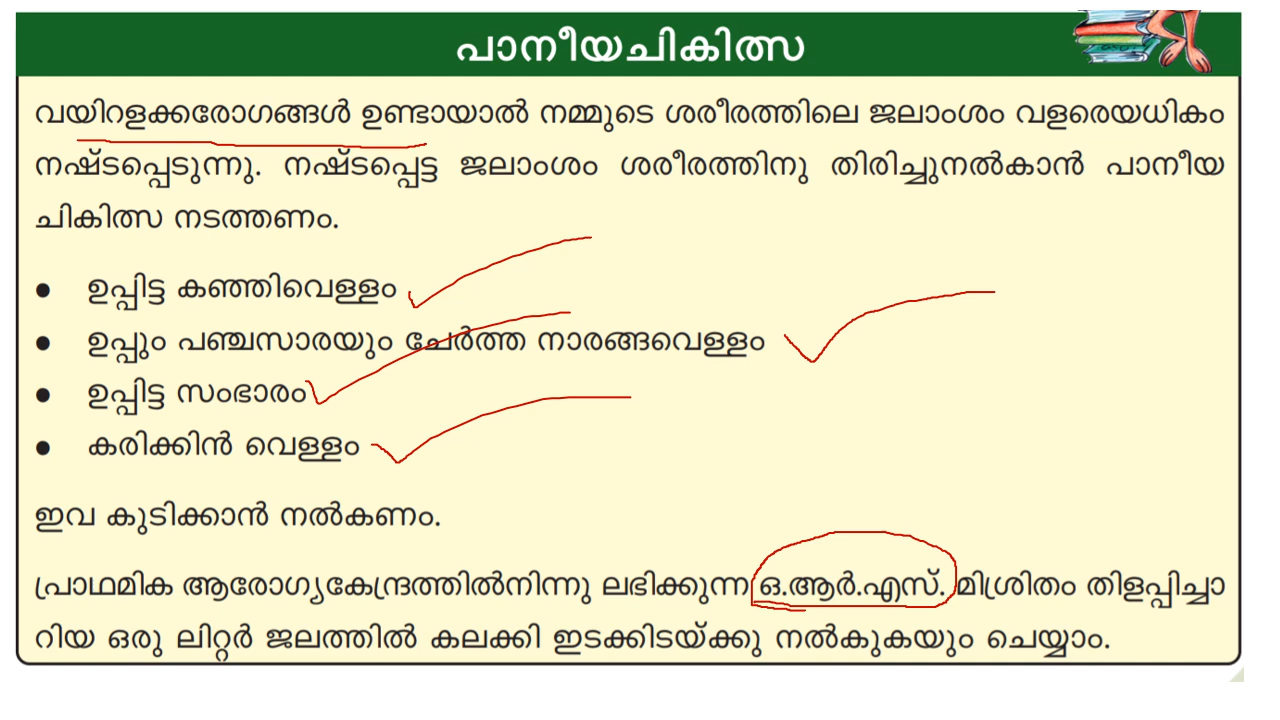 പാനീയചികിത്സ
വയിറളക്കരോഗങ്ങൾ ഉണ്ടായാൽ നമ്മുടെ ശരീരത്തിലെ ജലാംശം വളരെയധികം
നഷ്ടപ്പെടുന്നു. നഷ്ടപ്പെട്ട ജലാംശം ശരീരത്തിനു തിരിച്ചുനൽകാൻ പാനീയ
ചികിത്സ നടത്തണം.
● ഉപ്പിട്ട കഞ്ഞിവെള്ളം
● ഉപ്പും പഞ്ചസാരയും ചേർത്ത നാരങ്ങവെള്ളം
● ഉപ്പിട്ട സംഭാരം
● കരിക്കിൻ വെള്ളം
ഇവ കുടിക്കാൻ നൽകണം.
പ്രാഥമിക ആരോഗ്യകേന്ദ്രത്തിൽനിന്നു ലഭിക്കുന്ന ഒ.ആർ.എസ്. മിശ്രിതം തിളപ്പിച്ചാ
റിയ ഒരു ലിറ്റർ ജലത്തിൽ കലക്കി ഇടക്കിടയ്ക്കു നൽകുകയും ചെയ്യാം.